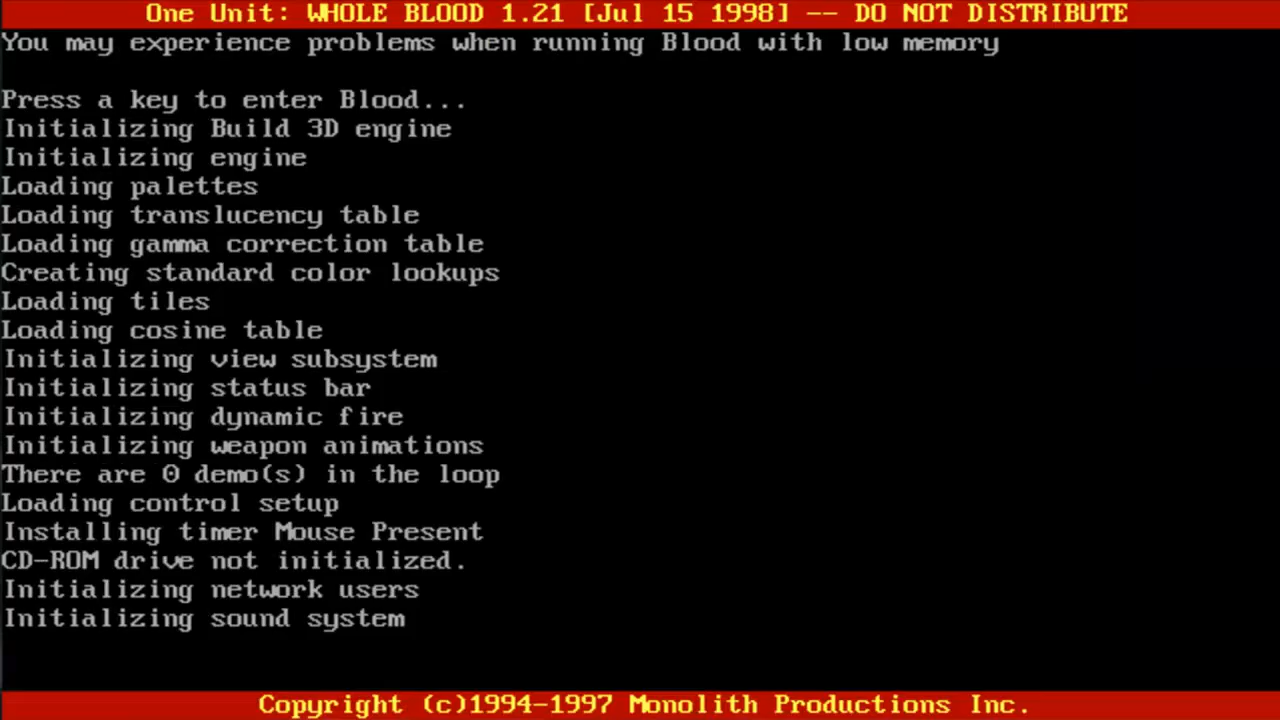 One Unit: WHOLE BLOOD 1.21 [Jul 15 1998] -- DO NOT DISTRIBUTE
You may experience problems when running Blood with low memory
Press a key to enter Blood...
Initializing Build 3D engine
Initializing engine
Loading palettes
Loading translucency table
Loading gamma correction table
Creating standard color lookups
Loading tiles
Loading cosine table
Initializing view subsystem
Initializing status bar
Initializing dynamic fire
Initializing weapon animations
There are 0 demo(s) in the loop
Loading control setup
Installing timer Mouse Present
CD-ROM drive not initialized.
Initializing network users
Initializing sound system
Copyright (c)1994-1997 Monolith Productions Inc.